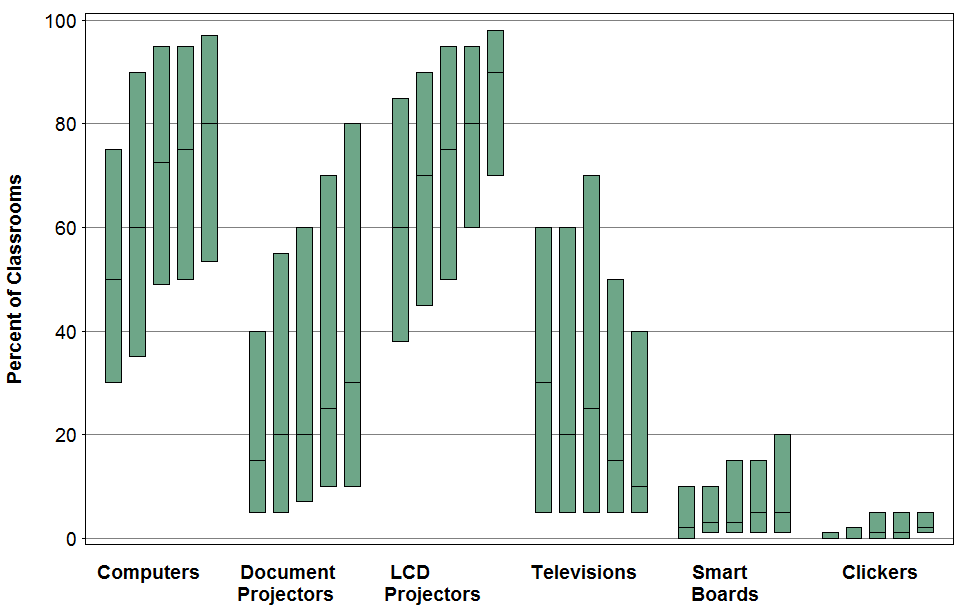 100
80
60
40
20
0
Percent of Classrooms
Computers
Document
Projectors
LCD
Projectors
Televisions
Smart
Boards
Clickers